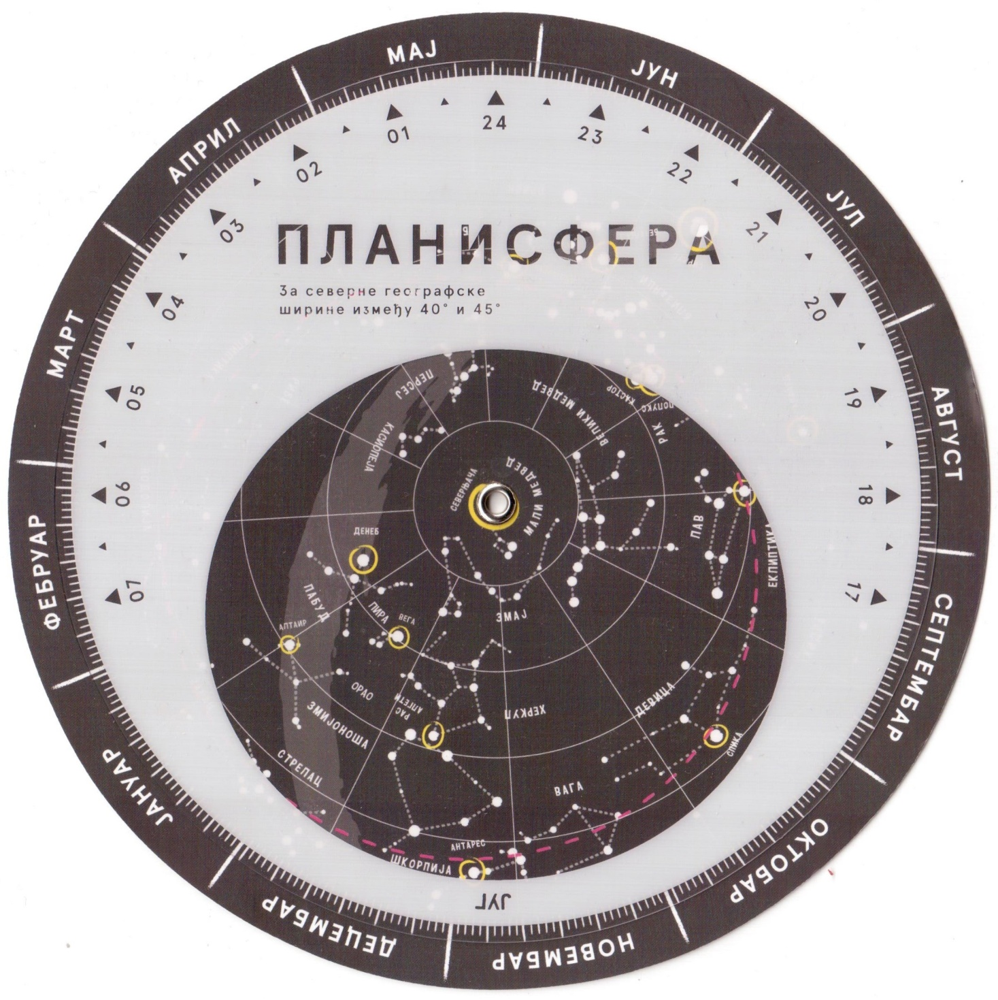 МАЈ
ЈУН
ЈУЛ
АВГУСТ
СЕПТЕМБАР
ОКТОБАР
НОВЕМБАР
ДЕЦЕМБАР
ЈАНУАР
ФЕБРУАР
МАРТ
АПРИЛ
07
06
05
04
03
02
01
24
23
22
21
20
19
18
17
ПЛАНИСФЕРА
За северне географске
ширине између 40° и 45°
ПЕРСЕЈ
КАСИОПЕЈА
ВЕЛИКИ МЕДВЕД
КАСТОР
ПОЛУКС
РАК
СЕВЕРЊАЧА
МАЛИ МЕДВЕД
ЛАВ
ЕКЛИПТИКА
ДЕНЕБ
ЛАБУД
ЛИРА
ВЕГА
ЗМАЈ
АЛТАИР
ОРАО
РАС
АЛГЕТИ
ХЕРКУЛ
ДЕВИЦА
ЗМИЈОНОША
СТРЕЛАЦ
СПИКА
ВАГА
АНТАРЕС
ШКОРПИЈА
ЈУГ